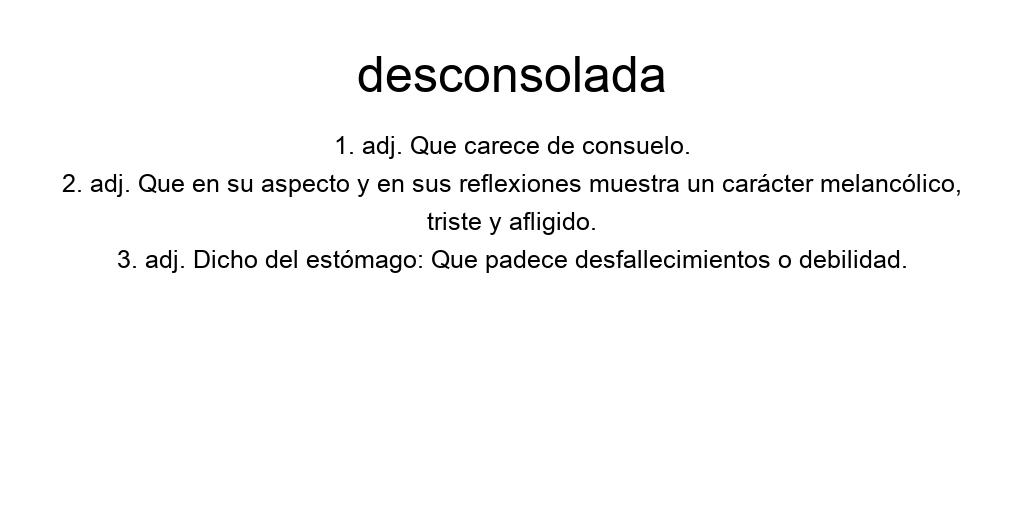 desconsolada
1. adj. Que carece de consuelo.
2. adj. Que en su aspecto y en sus reflexiones muestra un carácter melancólico,
triste y afligido.
3. adj. Dicho del estómago: Que padece desfallecimientos o debilidad.